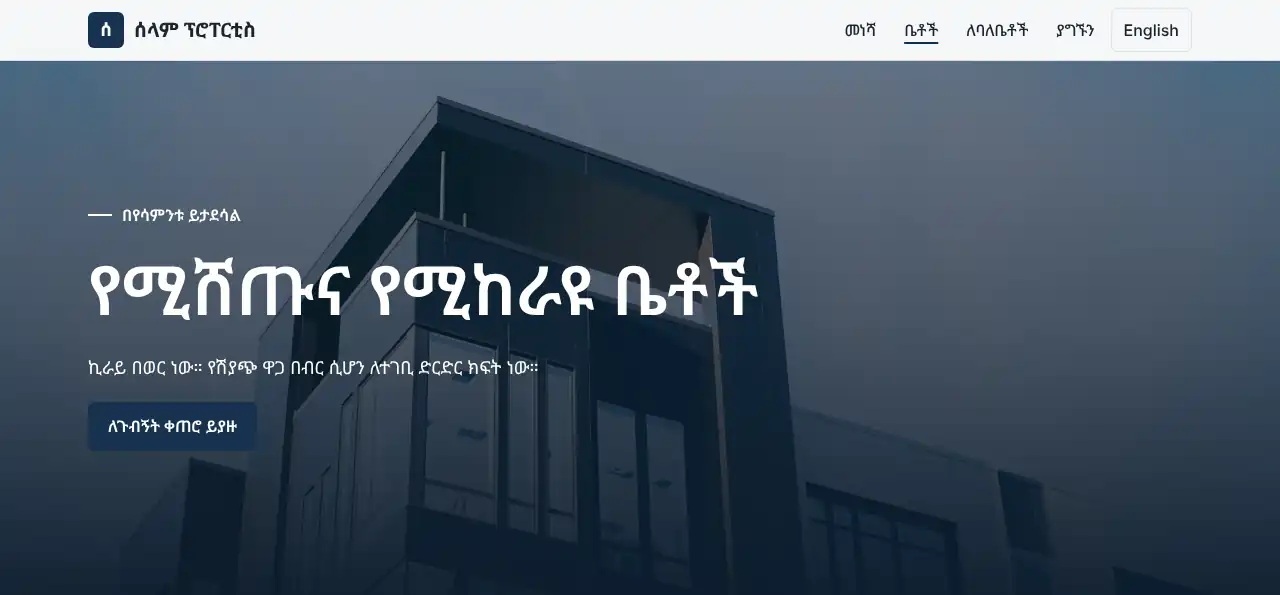 ሰ ሰላም ፕሮፐርቲስ
መነሻ ቤቶች ለባለቤቶች ያግኙን English
በየሳምንቱ ይታደሳል
የሚሸጡና የሚከራዩ ቤቶች
ኪራይ በወር ነው። የሽያጭ ዋጋ በብር ሲሆን ለተገቢ ድርድር ክፍት ነው።
ለጉብኝት ቀጠሮ ይያዙ